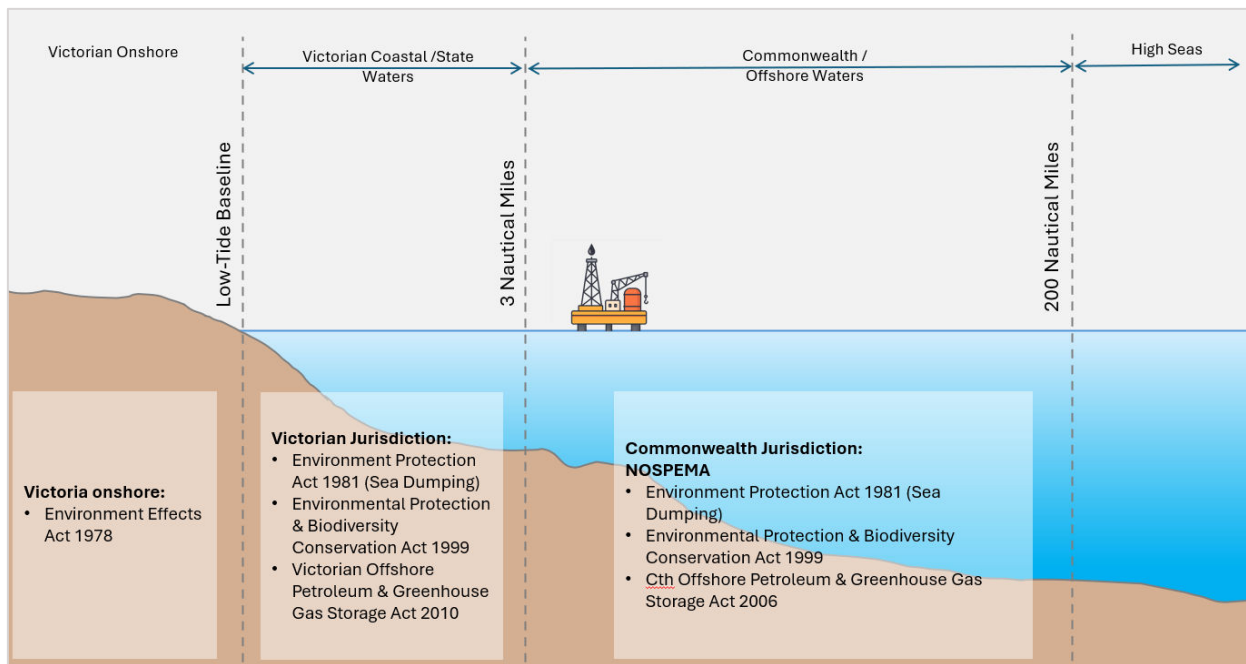 Victorian Onshore
Victorian Coastal /State
Waters
Commonwealth /
Offshore Waters
High Seas
Low-Tide Baseline
3 Nautical Miles
200 Nautical Miles
Victoria onshore:
• Environment Effects
Act 1978
Victorian Jurisdiction:
• Environment Protection
Act 1981 (Sea Dumping)
• Environmental Protection
& Biodiversity
Conservation Act 1999
• Victorian Offshore
Petroleum & Greenhouse
Gas Storage Act 2010
Commonwealth Jurisdiction:
NOSPEMA
• Environment Protection Act 1981 (Sea
Dumping)
• Environmental Protection & Biodiversity
Conservation Act 1999
• Cth Offshore Petroleum & Greenhouse Gas
Storage Act 2006